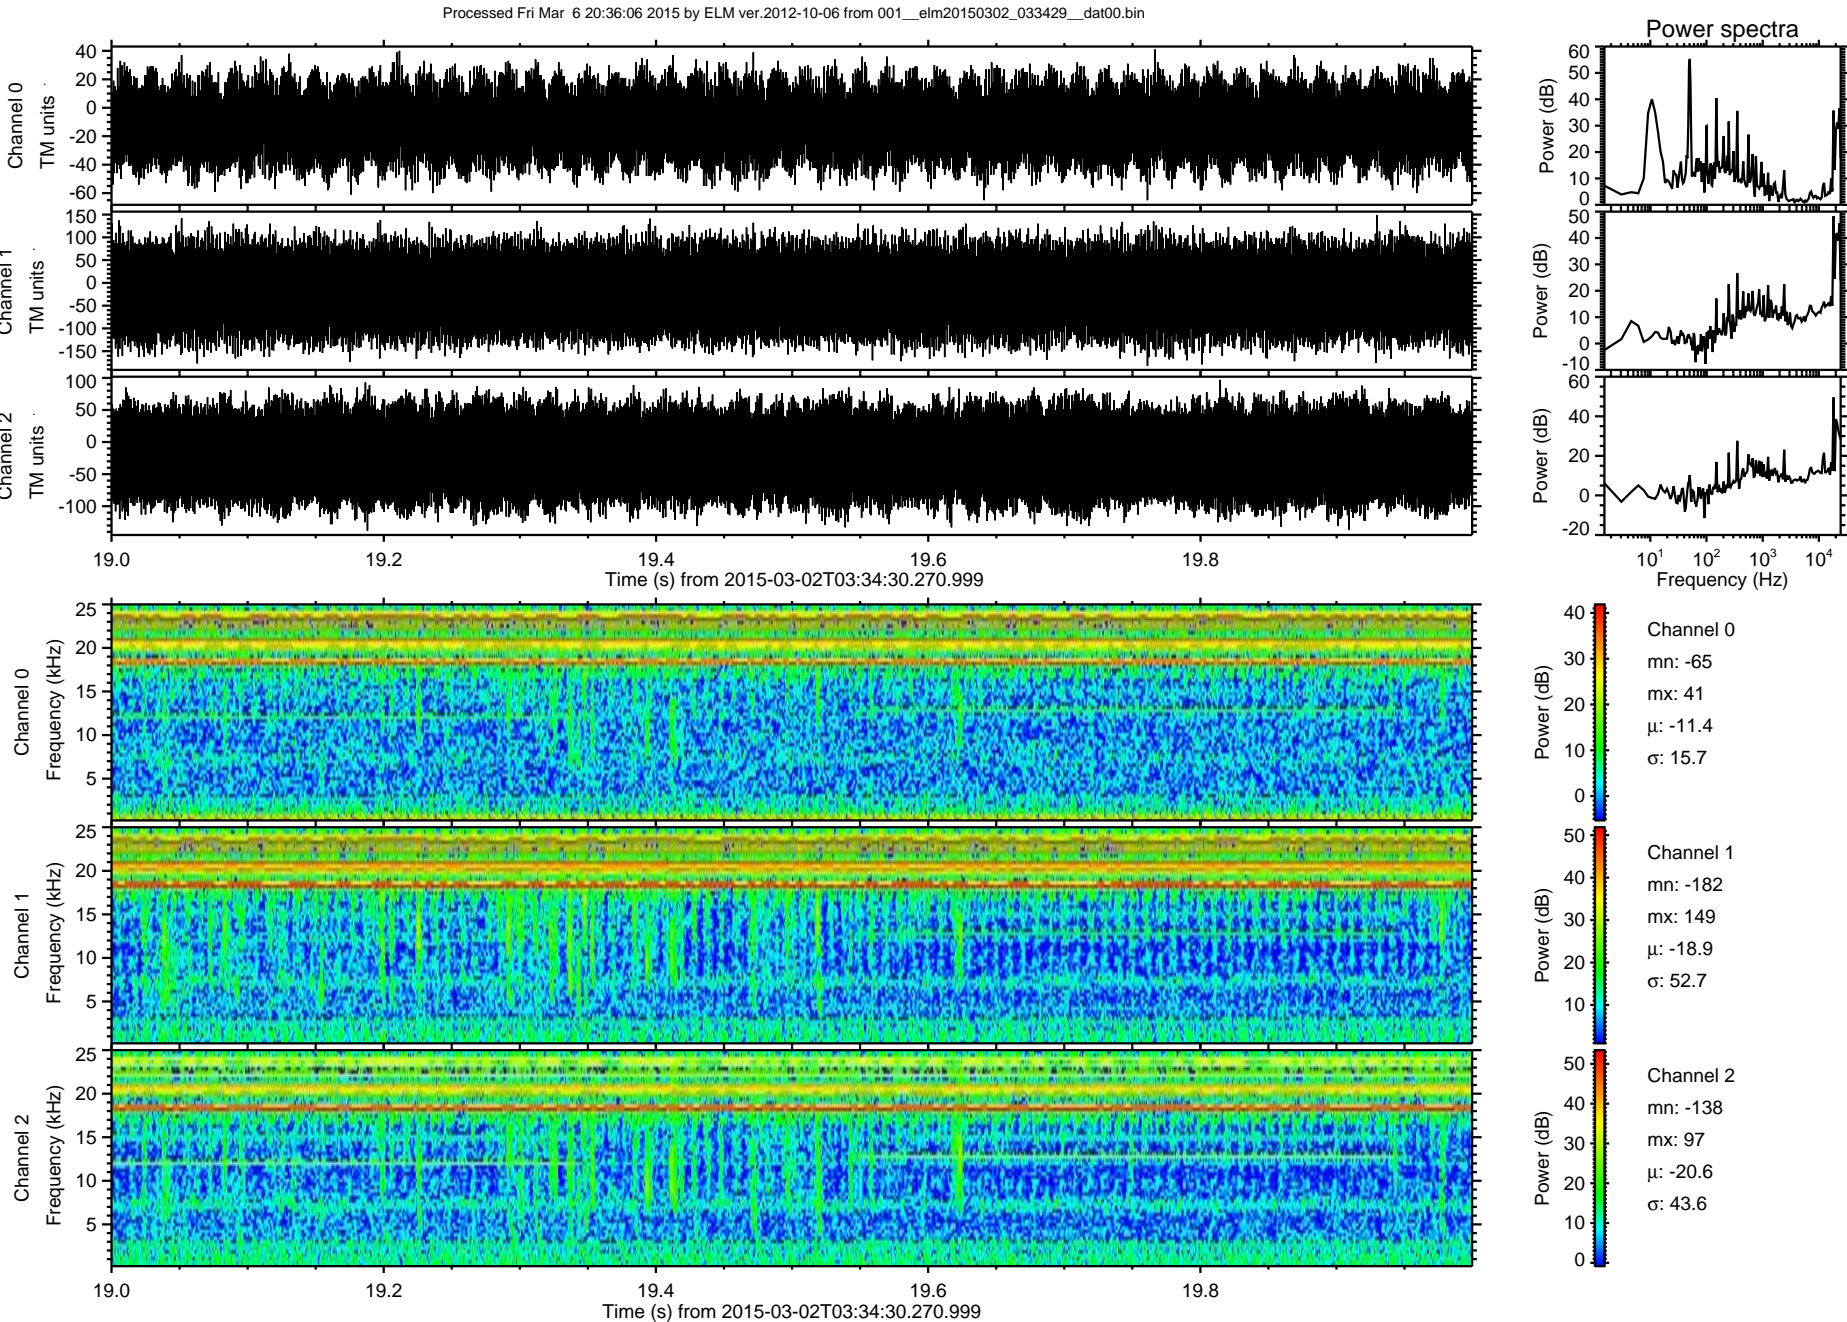 Processed Fri Mar 6 20:36:06 2015 by ELM ver.2012-10-06 from 001__elm20150302_033429__dat00.bin
Power spectra
Channel 0
TM units
40
20
0
-20
-40
-60
Power (dB)
60
50
40
30
20
10
0
Channel 1
TM units
150
100
50
0
-50
-100
-150
Power (dB)
50
40
30
20
10
0
-10
Channel 2
TM units
100
50
0
-50
-100
Power (dB)
60
40
20
0
-20
19.0 19.2 19.4 19.6 19.8
Time (s) from 2015-03-02T03:34:30.270.999
10¹ 10² 10³ 10⁴
Frequency (Hz)
Channel 0
Frequency (kHz)
25
20
15
10
5
Power (dB)
40
30
20
10
0
Channel 0
mn: -65
mx: 41
μ: -11.4
σ: 15.7
Channel 1
Frequency (kHz)
25
20
15
10
5
Power (dB)
50
40
30
20
10
Channel 1
mn: -182
mx: 149
μ: -18.9
σ: 52.7
Channel 2
Frequency (kHz)
25
20
15
10
5
Power (dB)
50
40
30
20
10
0
Channel 2
mn: -138
mx: 97
μ: -20.6
σ: 43.6
19.0 19.2 19.4 19.6 19.8
Time (s) from 2015-03-02T03:34:30.270.999